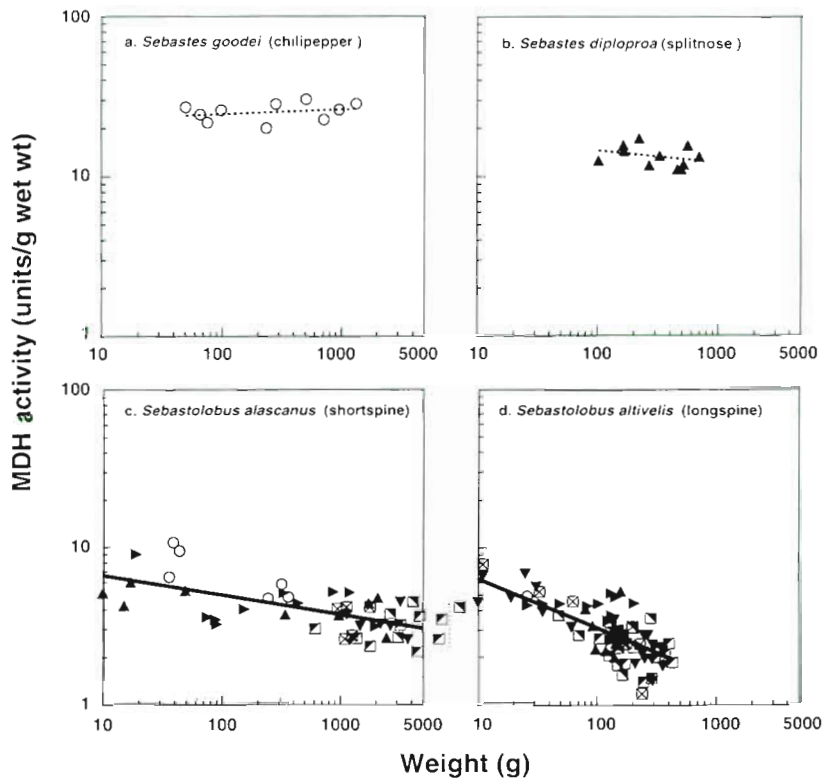 MDH activity (units/g wet wt)
a. Sebastes goodei (chilipepper )
b. Sebastes diploproa (splitnose )
100
10
1
10 100 1000 5000
100 1000 5000
c. Sebastolobus alascanus (shortspine)
d. Sebastolobus altivelis (longspine)
100
10
1
10 100 1000 5000
10 100 1000 5000
Weight (g)